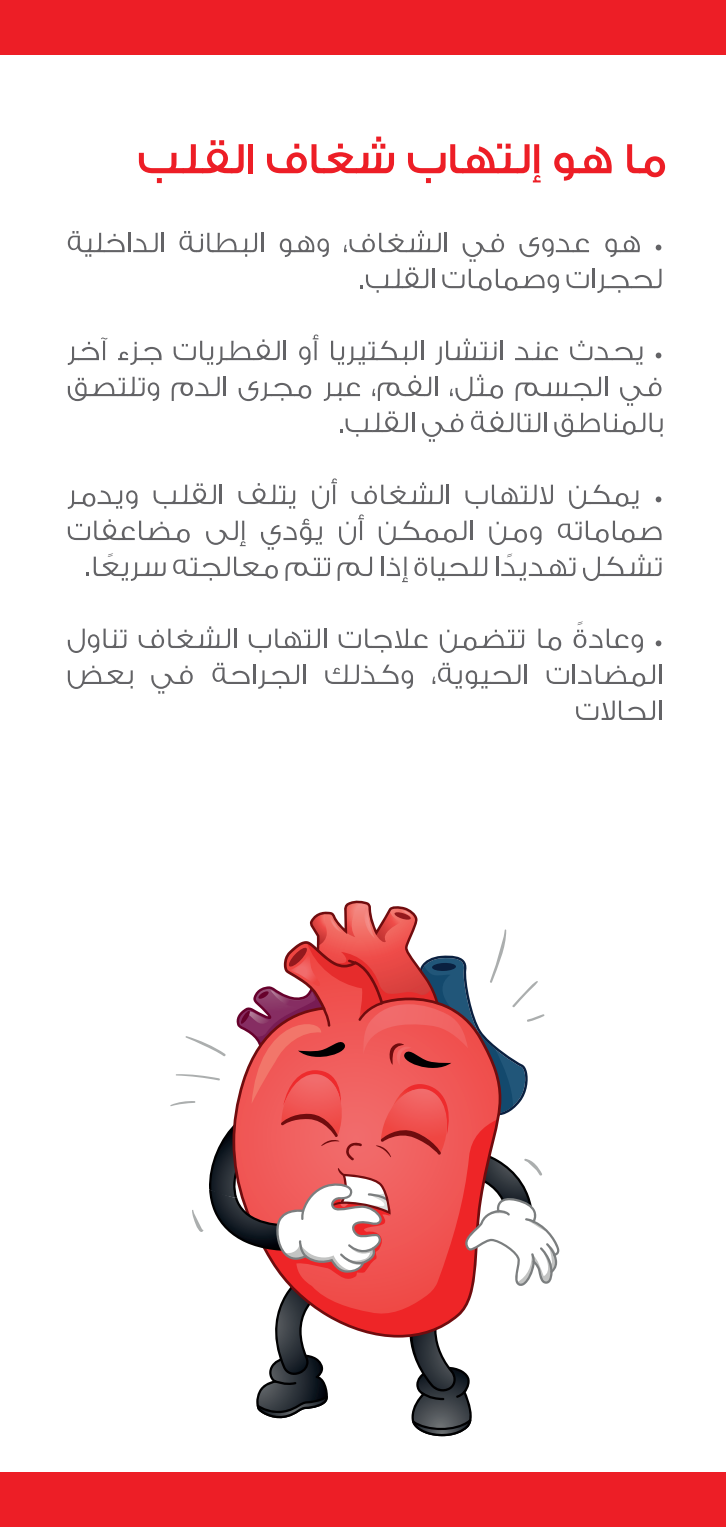 ما هو إلتهاب شغاف القلب
• هو عدوى في الشغاف، وهو البطانة الداخلية
لحجرات وصمامات القلب.
• يحدث عند انتشار البكتيريا أو الفطريات جزء آخر
في الجسم مثل، الفم، عبر مجرى الدم وتلتصق
بالمناطق التالفة في القلب.
• يمكن لالتهاب الشغاف أن يتلف القلب ويدمر
صماماته ومن الممكن أن يؤدي إلى مضاعفات
تشكل تهديدًا للحياة إذا لم تتم معالجته سريعًا.
• وعادةً ما تتضمن علاجات التهاب الشغاف تناول
المضادات الحيوية، وكذلك الجراحة في بعض
الحالات